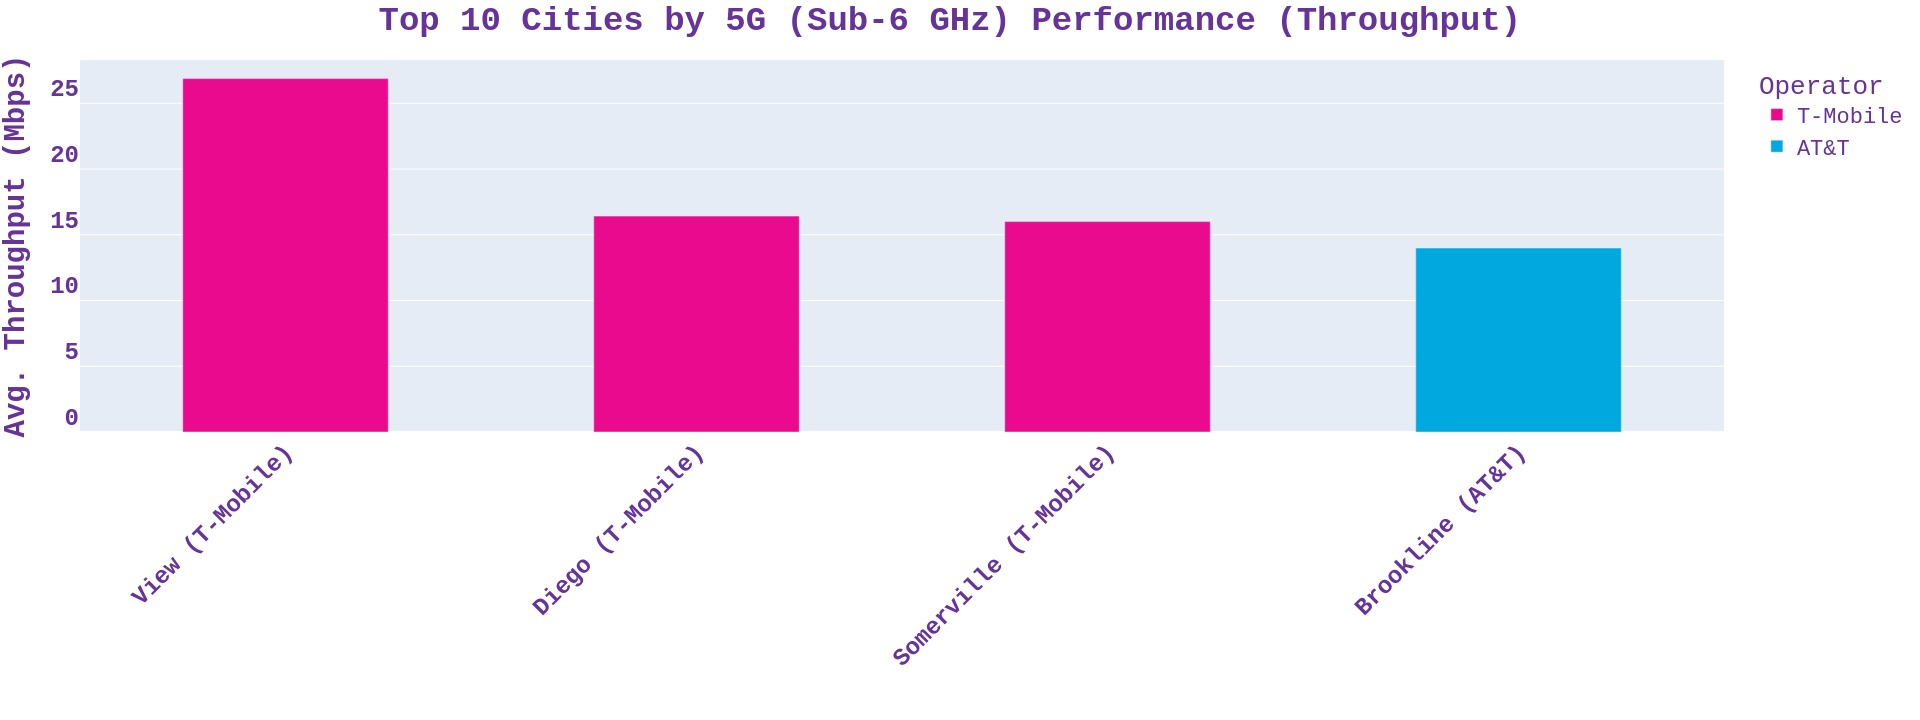 Top 10 Cities by 5G (Sub-6 GHz) Performance (Throughput)
Avg. Throughput (Mbps)
25
20
15
10
5
0
View (T-Mobile)
Diego (T-Mobile)
Somerville (T-Mobile)
Brookline (AT&T)
Operator
T-Mobile
AT&T